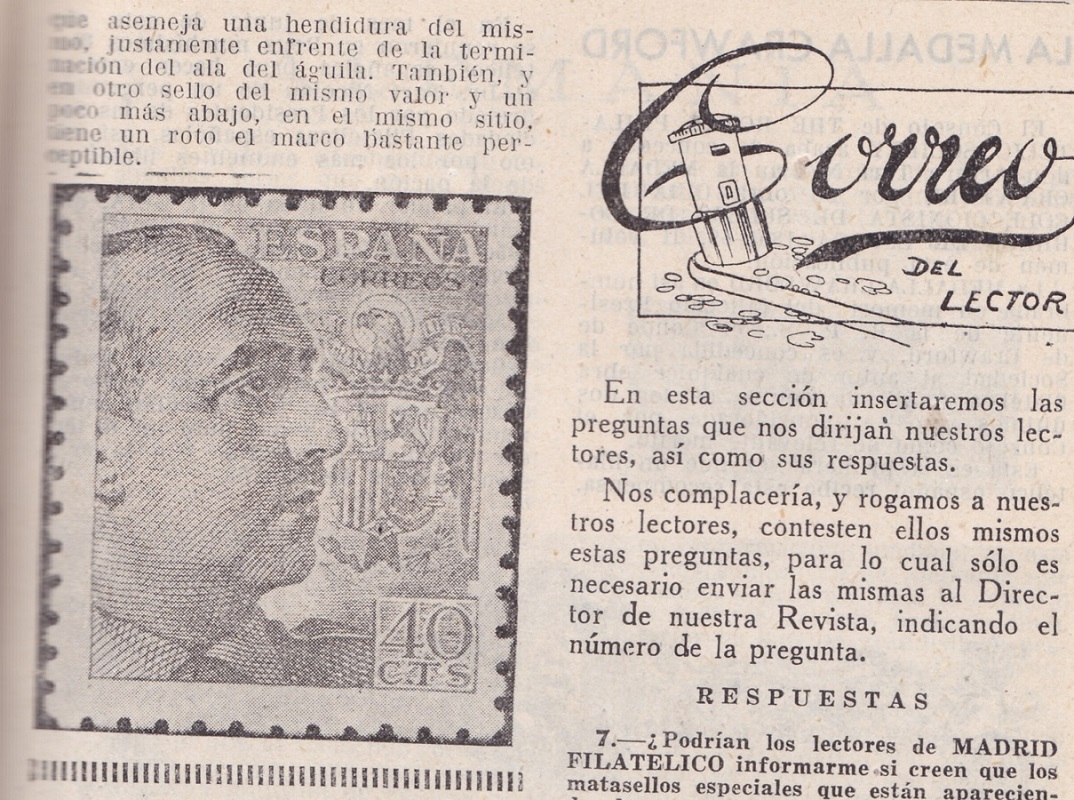 que asemeja una hendidura del mis-
mo, justamente enfrente de la termi-
nación del ala del águila. También, y
en otro sello del mismo valor y un
poco más abajo, en el mismo sitio,
tiene un roto el marco bastante per-
ceptible.
ESPAÑA
CORREOS
40
CTS
Correo
DEL
LECTOR
En esta sección insertaremos las
preguntas que nos dirijan nuestros lec-
tores, así como sus respuestas.
Nos complacería, y rogamos a nues-
tros lectores, contesten ellos mismos
estas preguntas, para lo cual sólo es
necesario enviar las mismas al Direc-
tor de nuestra Revista, indicando el
número de la pregunta.
RESPUESTAS
7.—¿Podrían los lectores de MADRID
FILATELICO informarme si creen que los
matasellos especiales que están aparecien-